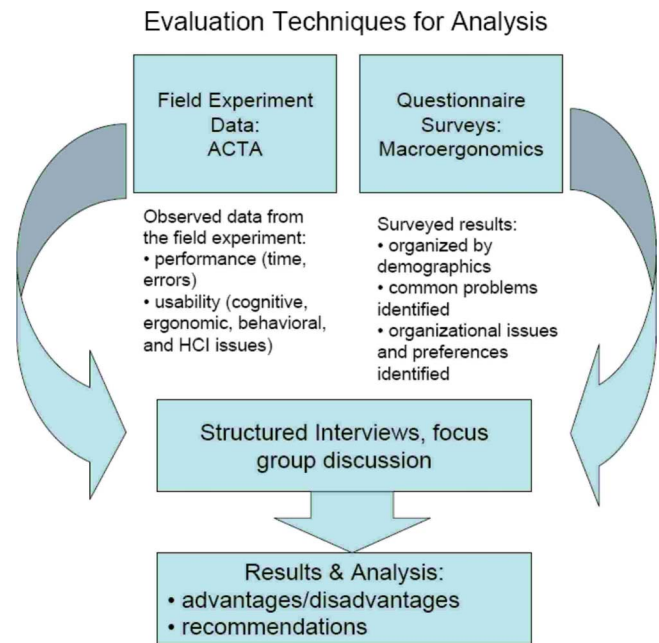 Evaluation Techniques for Analysis
Field Experiment
Data:
ACTA
Questionnaire
Surveys:
Macroergonomics
Observed data from
the field experiment:
• performance (time,
errors)
• usability (cognitive,
ergonomic, behavioral,
and HCI issues)
Surveyed results:
• organized by
demographics
• common problems
identified
• organizational issues
and preferences
identified
Structured Interviews, focus
group discussion
Results & Analysis:
• advantages/disadvantages
• recommendations